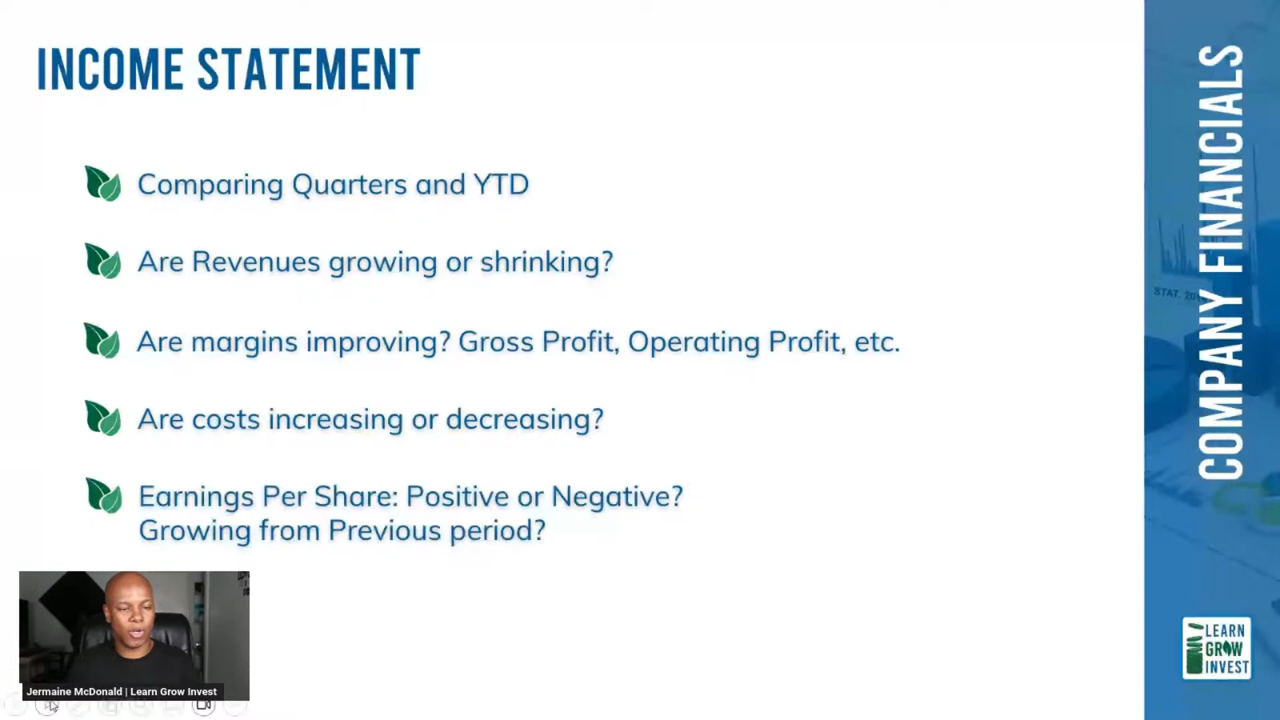 INCOME STATEMENT
Comparing Quarters and YTD
Are Revenues growing or shrinking?
Are margins improving? Gross Profit, Operating Profit, etc.
Are costs increasing or decreasing?
Earnings Per Share: Positive or Negative?
Growing from Previous period?
Jermaine McDonald | Learn Grow Invest
COMPANY FINANCIALS
STAT. 20
LEARN
GROW
INVEST